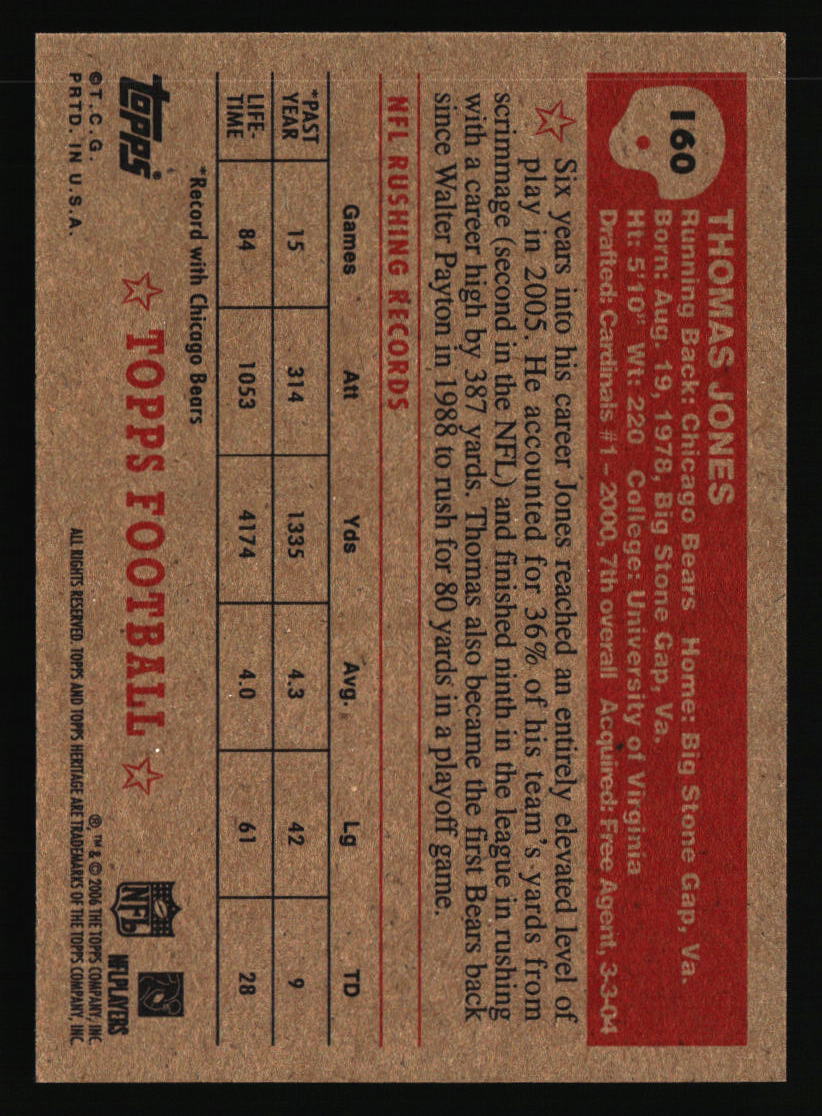 160
THOMAS JONES
Running Back: Chicago Bears Home: Big Stone Gap, Va.
Born: Aug. 19, 1978, Big Stone Gap, Va.
Ht: 5'10" Wt: 220 College: University of Virginia
Drafted: Cardinals #1 – 2000, 7th overall Acquired: Free Agent, 3-3-04
Six years into his career Jones reached an entirely elevated level of
play in 2005. He accounted for 36% of his team's yards from
scrimmage (second in the NFL) and finished ninth in the league in rushing
with a career high by 387 yards. Thomas also became the first Bears back
since Walter Payton in 1988 to rush for 80 yards in a playoff game.
NFL RUSHING RECORDS
Games Att Yds Avg. Lg TD
*PAST
YEAR 15 314 1335 4.3 42 9
LIFE-
TIME 84 1053 4174 4.0 61 28
*Record with Chicago Bears
topps®
©T.C.G.
PRTD. IN U.S.A.
TOPPS FOOTBALL
®, ™ & © 2006 THE TOPPS COMPANY, INC.
ALL RIGHTS RESERVED. TOPPS AND TOPPS HERITAGE ARE TRADEMARKS OF THE TOPPS COMPANY, INC.
NFL
NFLPLAYERS